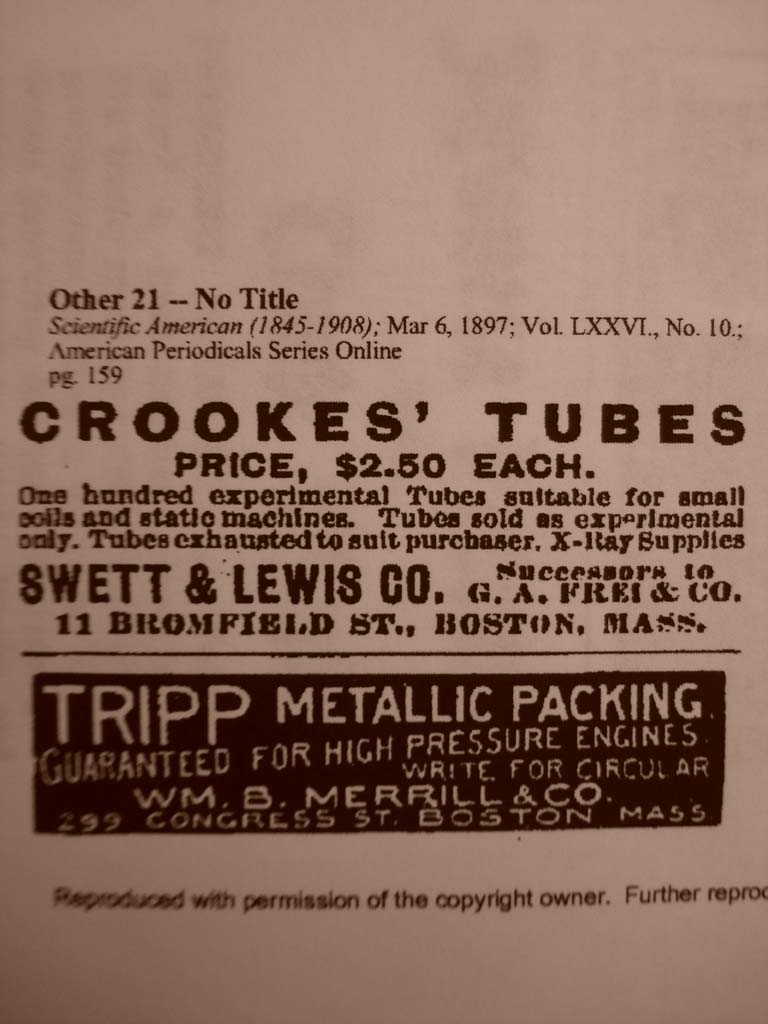 Other 21 -- No Title
Scientific American (1845-1908); Mar 6, 1897; Vol. LXXVI., No. 10.;
American Periodicals Series Online
pg. 159
CROOKES' TUBES
PRICE, $2.50 EACH.
One hundred experimental Tubes suitable for small
coils and static machines. Tubes sold as experimental
only. Tubes exhausted to suit purchaser. X-Ray Supplies
SWETT & LEWIS CO. Successors to G. A. FREI & CO.
11 BROMFIELD ST., BOSTON, MASS.
TRIPP METALLIC PACKING.
GUARANTEED FOR HIGH PRESSURE ENGINES.
WRITE FOR CIRCULAR
WM. B. MERRILL & CO.
299 CONGRESS ST. BOSTON MASS
Reproduced with permission of the copyright owner. Further reproc